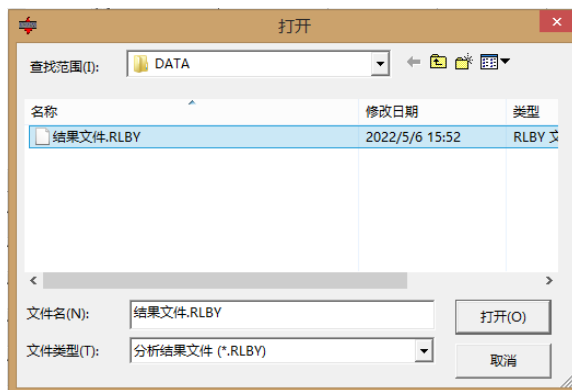 打开
查找范围(I): DATA
名称 修改日期 类型
结果文件.RLBY 2022/5/6 15:52 RLBY 文
文件名(N): 结果文件.RLBY 打开(O)
文件类型(T): 分析结果文件 (*.RLBY) 取消